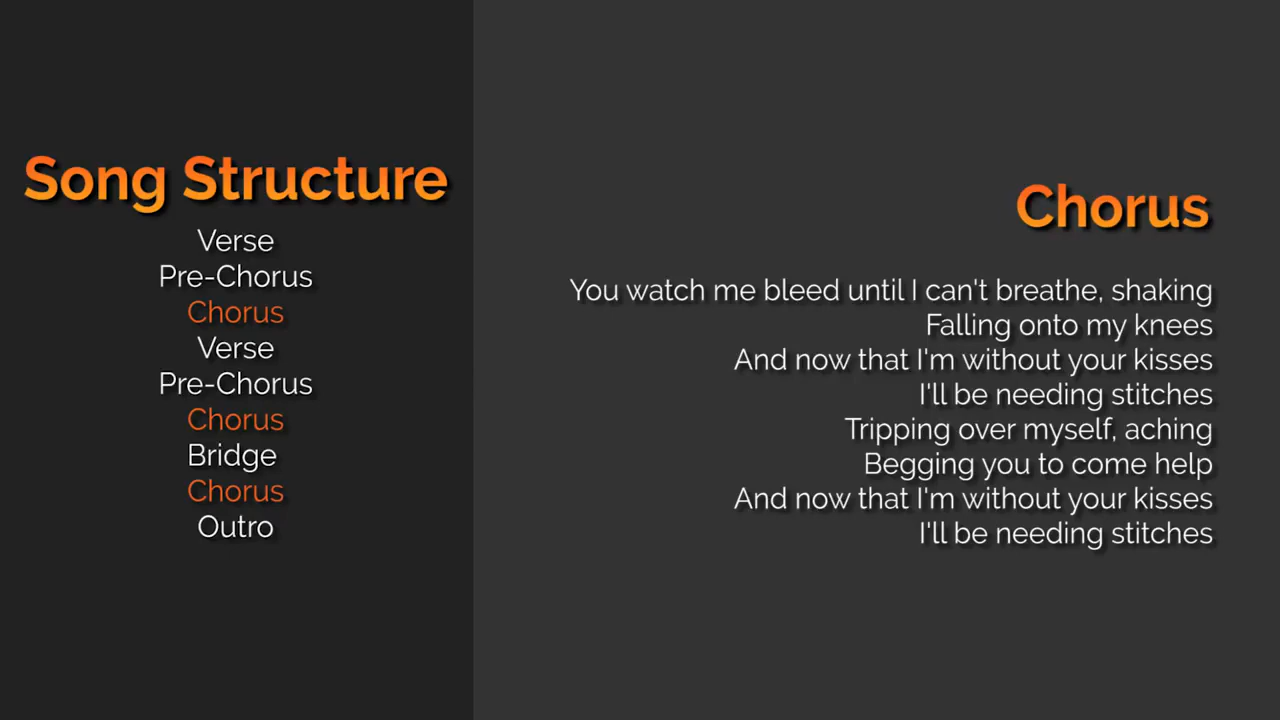 Song Structure
Verse
Pre-Chorus
Chorus
Verse
Pre-Chorus
Chorus
Bridge
Chorus
Outro
Chorus
You watch me bleed until I can't breathe, shaking
Falling onto my knees
And now that I'm without your kisses
I'll be needing stitches
Tripping over myself, aching
Begging you to come help
And now that I'm without your kisses
I'll be needing stitches